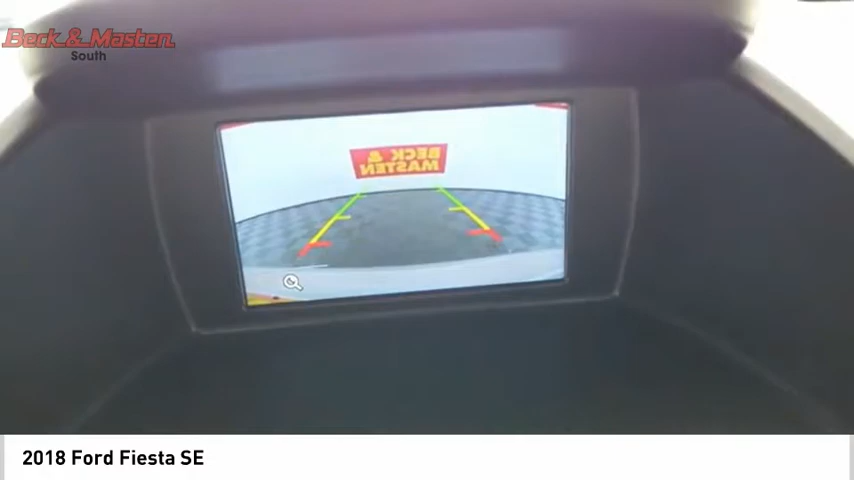 Beck & Masten
South
BECK &
MASTEN
2018 Ford Fiesta SE